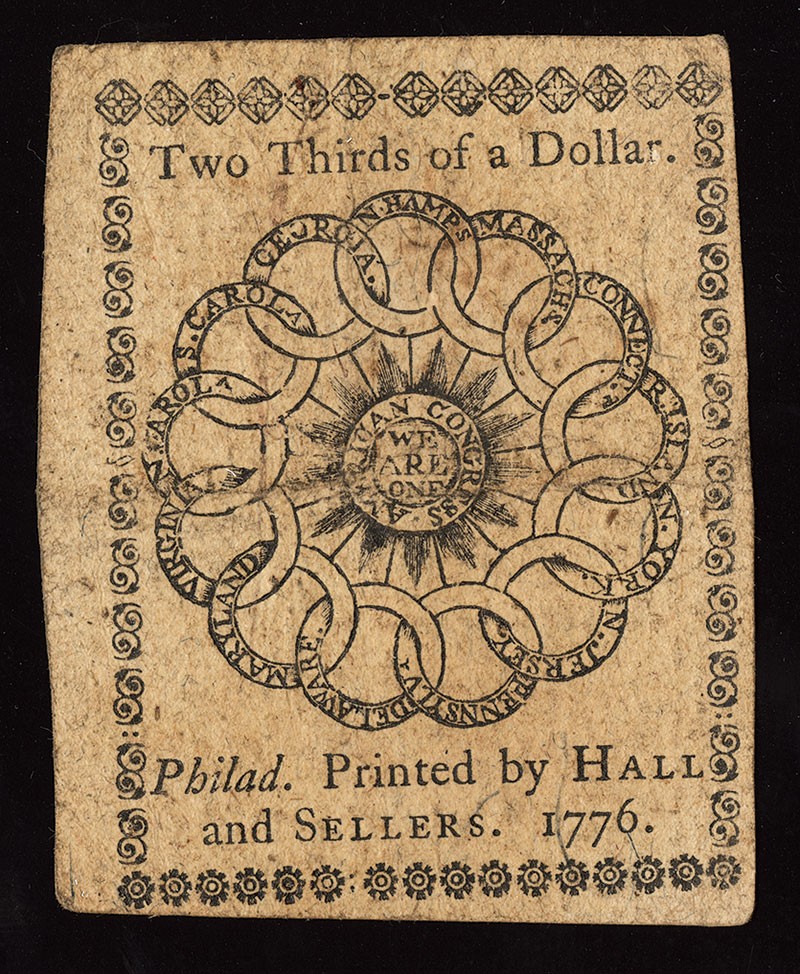 Two Thirds of a Dollar.
N. HAMPS
MASSACHS
CONNECT.T
R. ISLAND
N. YORK.
N. JERSEY
PENNSYLV.
DELAWARE.
MARYLAND
VIRGINIA
N. CAROLA
S. CAROLA
GEORGIA.
AMERICAN CONGRESS.
WE
ARE
ONE
Philad. Printed by HALL
and SELLERS. 1776.